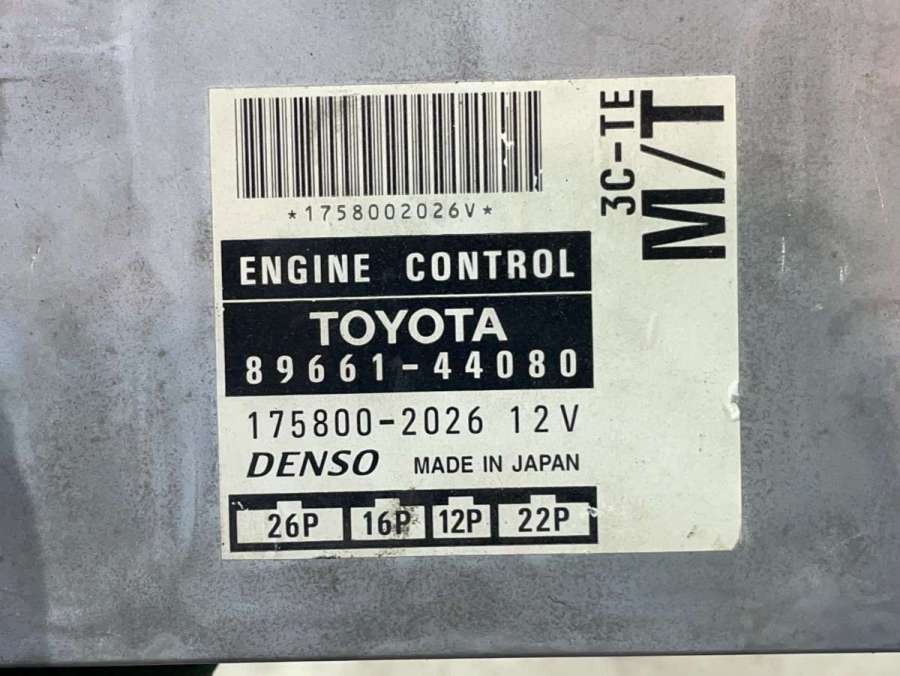 *1758002026V*
3C-TE
M/T
ENGINE CONTROL
TOYOTA
89661-44080
175800-2026 12V
DENSO MADE IN JAPAN
26P 16P 12P 22P